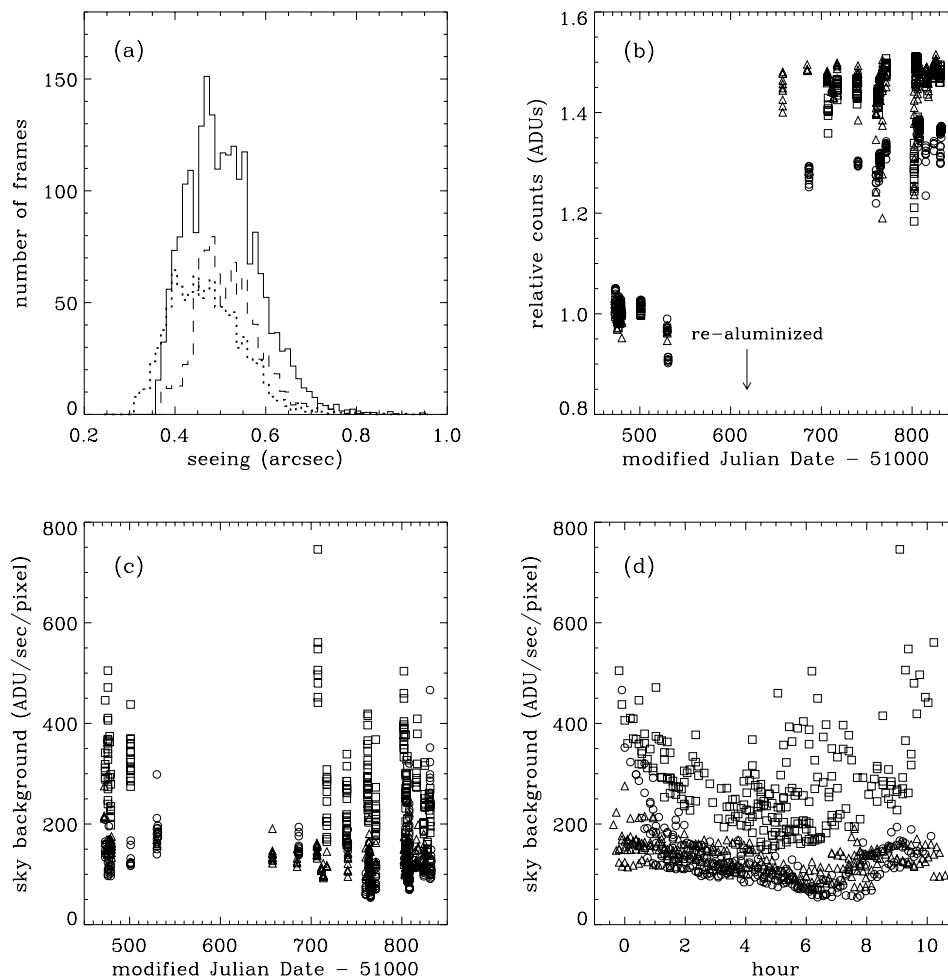 (a)
number of frames
150
100
50
0
0.2 0.4 0.6 0.8 1.0
seeing (arcsec)
(b)
relative counts (ADUs)
1.6
1.4
1.2
1.0
0.8
re-aluminized
500 600 700 800
modified Julian Date - 51000
(c)
sky background (ADU/sec/pixel)
800
600
400
200
0
500 600 700 800
modified Julian Date - 51000
(d)
sky background (ADU/sec/pixel)
800
600
400
200
0
0 2 4 6 8 10
hour